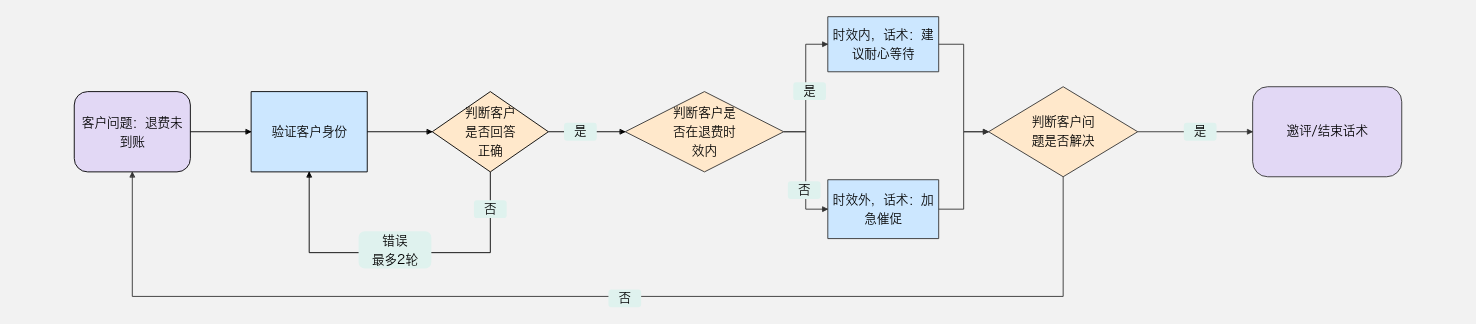 客户问题：退费未
到账
验证客户身份
判断客户
是否回答
正确
是
否
错误
最多2轮
判断客户是
否在退费时
效内
是
否
时效内，话术：建
议耐心等待
时效外，话术：加
急催促
判断客户问
题是否解决
是
否
邀评/结束话术